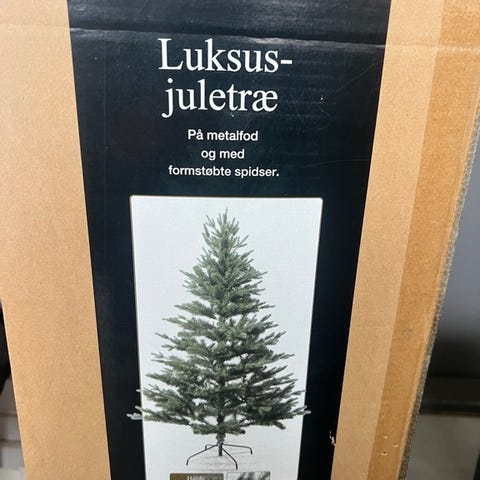 Luksus-
juletræ
På metalfod
og med
formstøbte spidser.